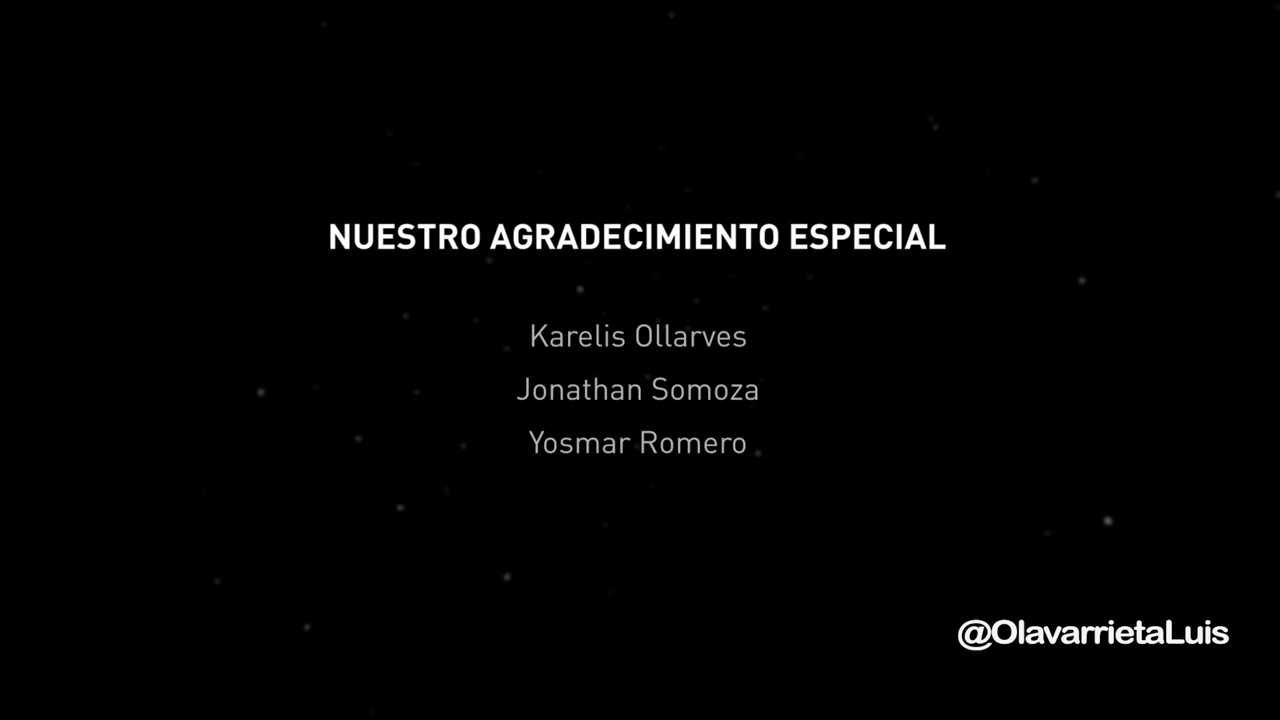 NUESTRO AGRADECIMIENTO ESPECIAL
Karelis Ollarves
Jonathan Somoza
Yosmar Romero
@OlavarrietaLuis